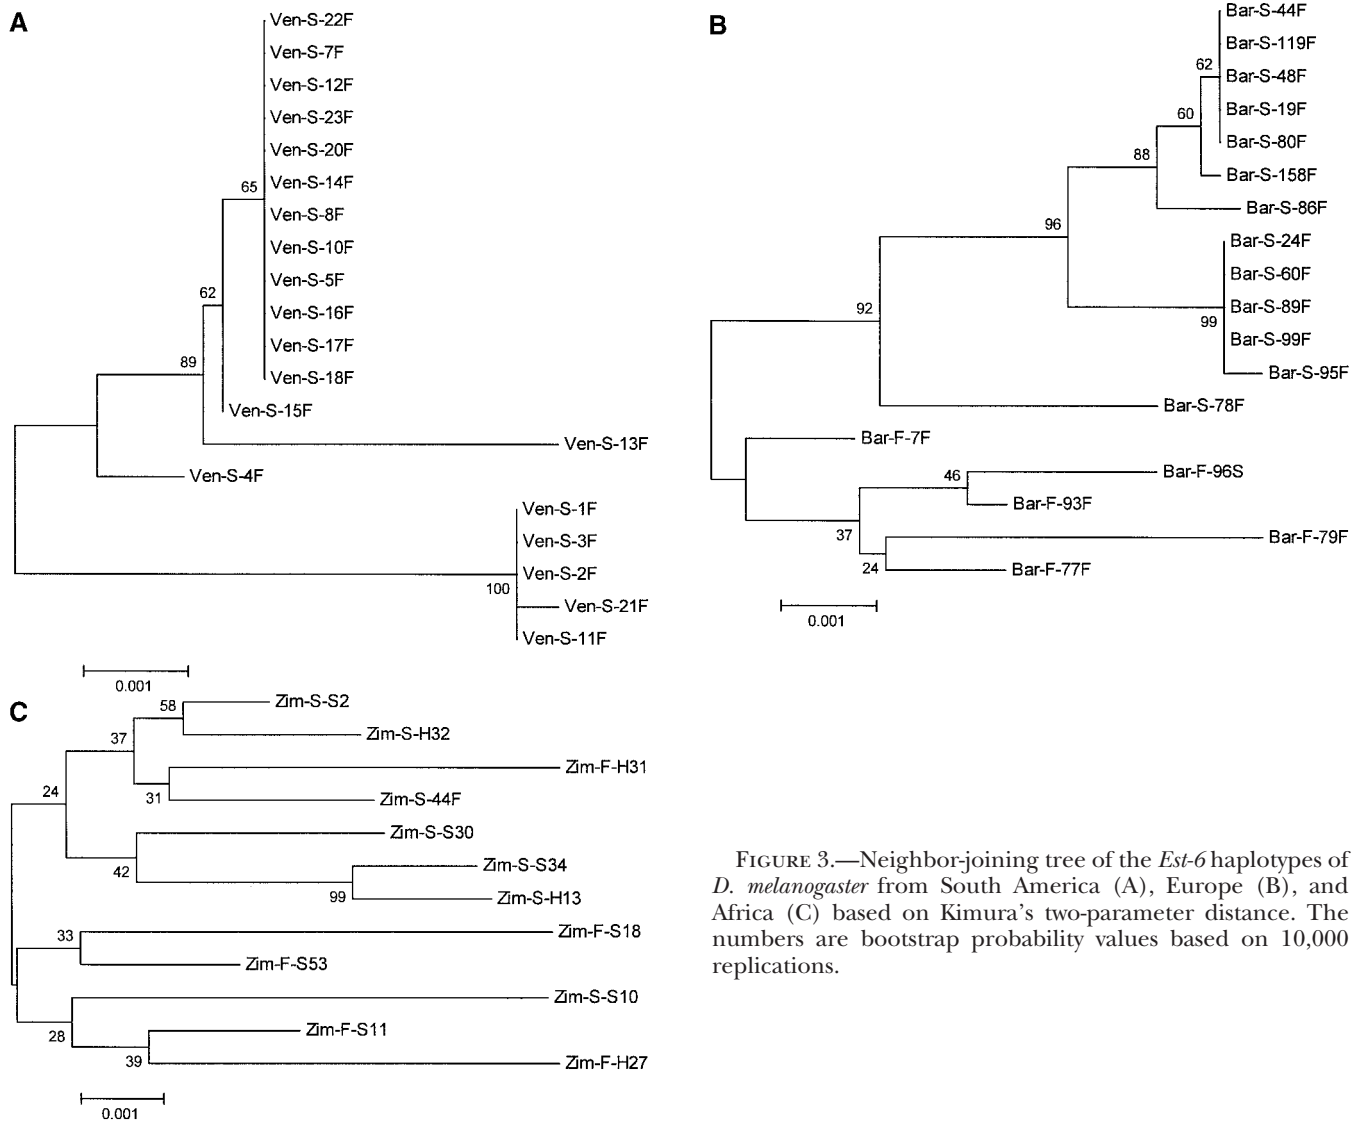 A
Ven-S-22F
Ven-S-7F
Ven-S-12F
Ven-S-23F
Ven-S-20F
Ven-S-14F
65
Ven-S-8F
Ven-S-10F
Ven-S-5F
62
Ven-S-16F
Ven-S-17F
89
Ven-S-18F
Ven-S-15F
Ven-S-13F
Ven-S-4F
Ven-S-1F
Ven-S-3F
Ven-S-2F
100
Ven-S-21F
Ven-S-11F
0.001
B
Bar-S-44F
Bar-S-119F
62
Bar-S-48F
Bar-S-19F
60
Bar-S-80F
88
Bar-S-158F
Bar-S-86F
96
Bar-S-24F
Bar-S-60F
92
Bar-S-89F
99
Bar-S-99F
Bar-S-95F
Bar-S-78F
Bar-F-7F
46
Bar-F-96S
Bar-F-93F
37
Bar-F-79F
24
Bar-F-77F
0.001
C
58
Zim-S-S2
37
Zim-S-H32
Zim-F-H31
24
31
Zim-S-44F
Zim-S-S30
42
Zim-S-S34
99
Zim-S-H13
33
Zim-F-S18
Zim-F-S53
Zim-S-S10
28
Zim-F-S11
39
Zim-F-H27
0.001
FIGURE 3.—Neighbor-joining tree of the Est-6 haplotypes of
D. melanogaster from South America (A), Europe (B), and
Africa (C) based on Kimura's two-parameter distance. The
numbers are bootstrap probability values based on 10,000
replications.